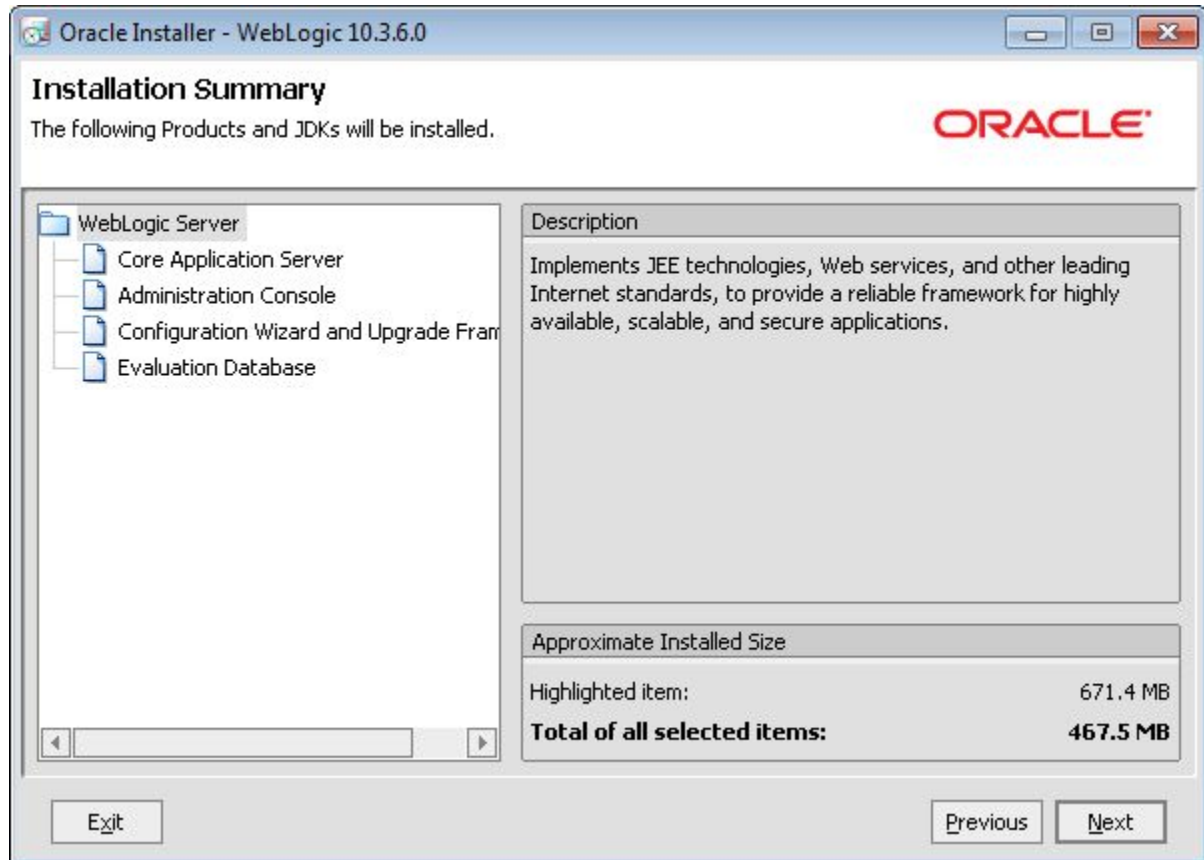 Oracle Installer - WebLogic 10.3.6.0
Installation Summary
The following Products and JDKs will be installed.
ORACLE
WebLogic Server
Core Application Server
Administration Console
Configuration Wizard and Upgrade Fram
Evaluation Database
Description
Implements JEE technologies, Web services, and other leading
Internet standards, to provide a reliable framework for highly
available, scalable, and secure applications.
Approximate Installed Size
Highlighted item: 671.4 MB
Total of all selected items: 467.5 MB
Exit Previous Next